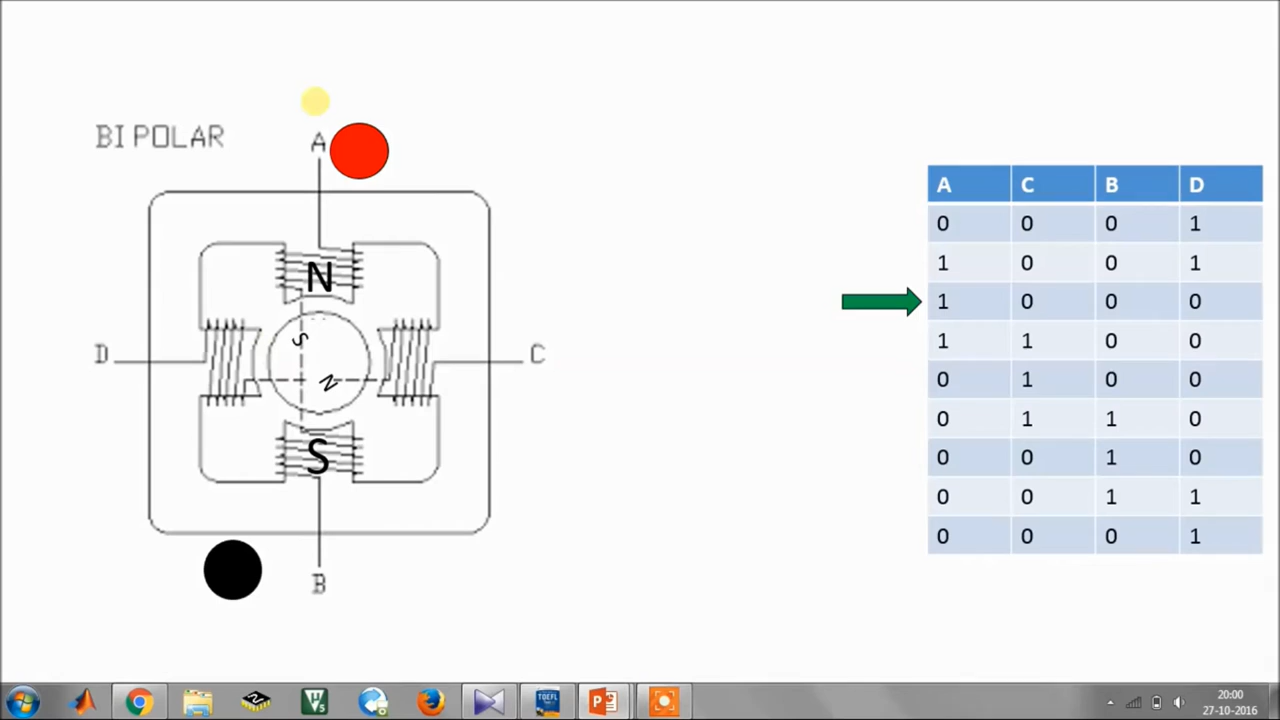 BIPOLAR
A
N
S
N
D
C
S
B
A C B D
0 0 0 1
1 0 0 1
1 0 0 0
1 1 0 0
0 1 0 0
0 1 1 0
0 0 1 0
0 0 1 1
0 0 0 1
TOEFL
20:00
27-10-2016